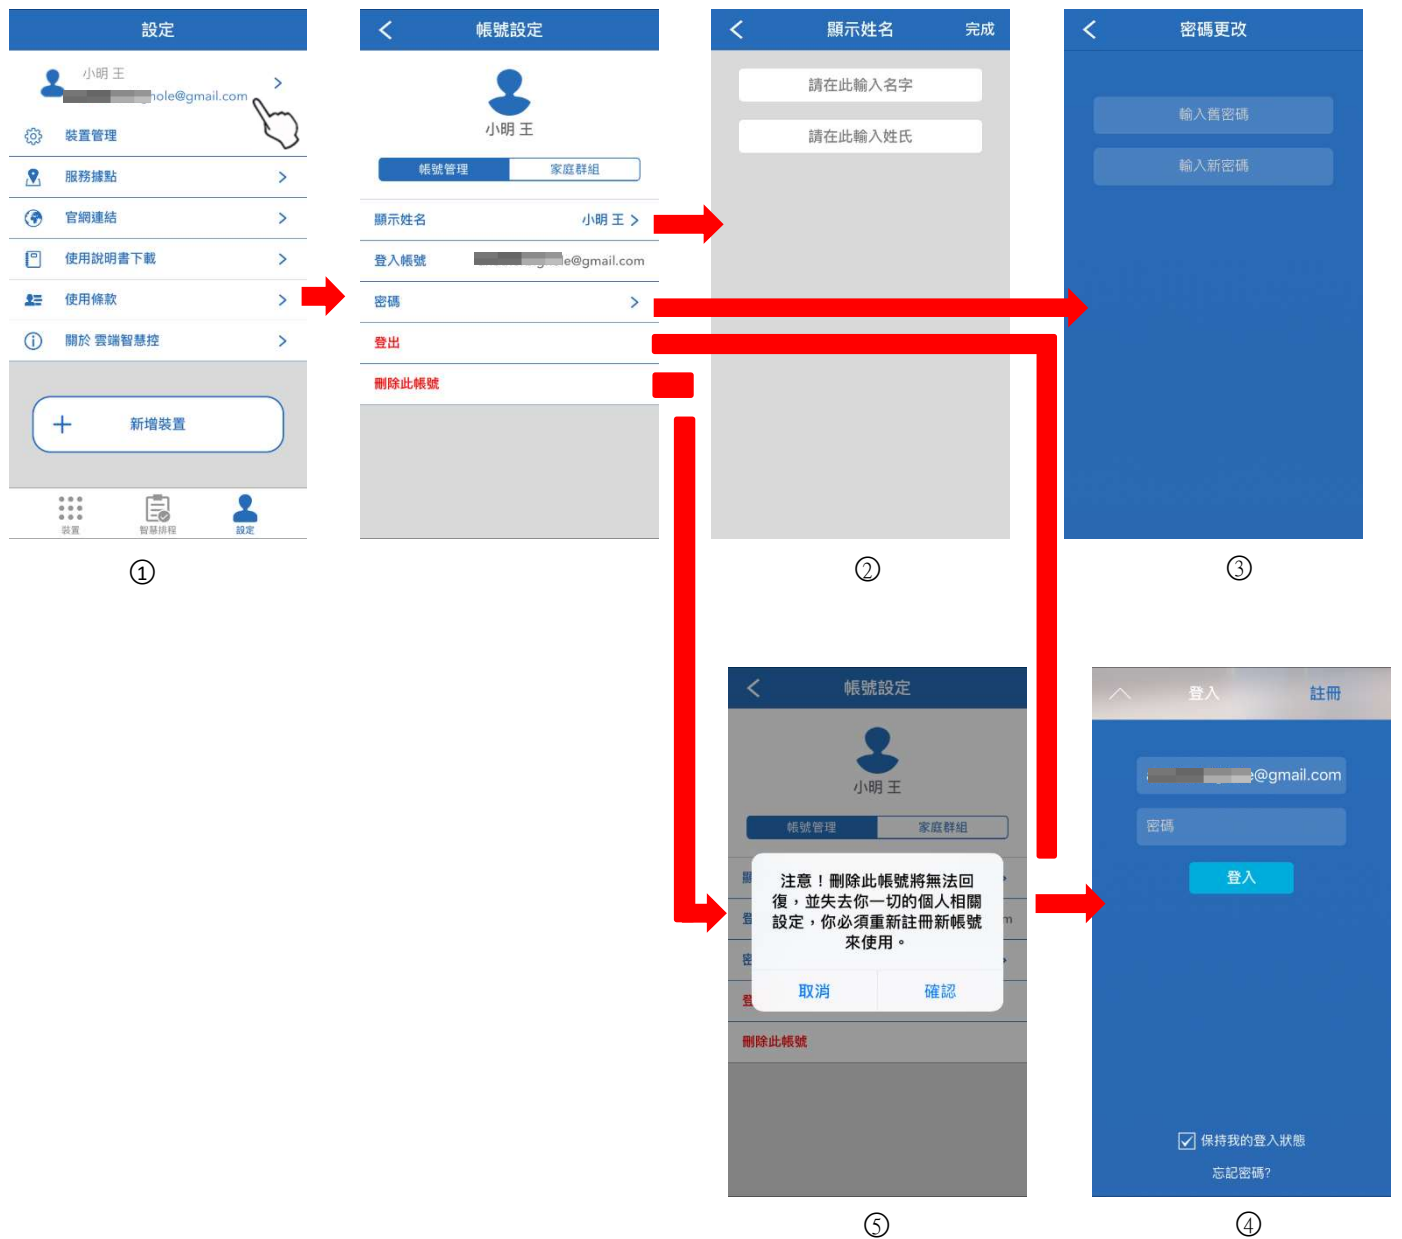 設定
小明 王
hole@gmail.com
裝置管理
服務據點
官網連結
使用說明書下載
使用條款
關於 雲端智慧控
新增裝置
裝置
智慧排程
設定
①
帳號設定
小明 王
帳號管理
家庭群組
顯示姓名 小明 王
登入帳號 e@gmail.com
密碼
登出
刪除此帳號
顯示姓名 完成
請在此輸入名字
請在此輸入姓氏
②
密碼更改
輸入舊密碼
輸入新密碼
③
帳號設定
小明 王
帳號管理
家庭群組
注意！刪除此帳號將無法回
復，並失去你一切的個人相關
設定，你必須重新註冊新帳號
來使用。
取消 確認
刪除此帳號
⑤
登入 註冊
@gmail.com
密碼
登入
保持我的登入狀態
忘記密碼?
④